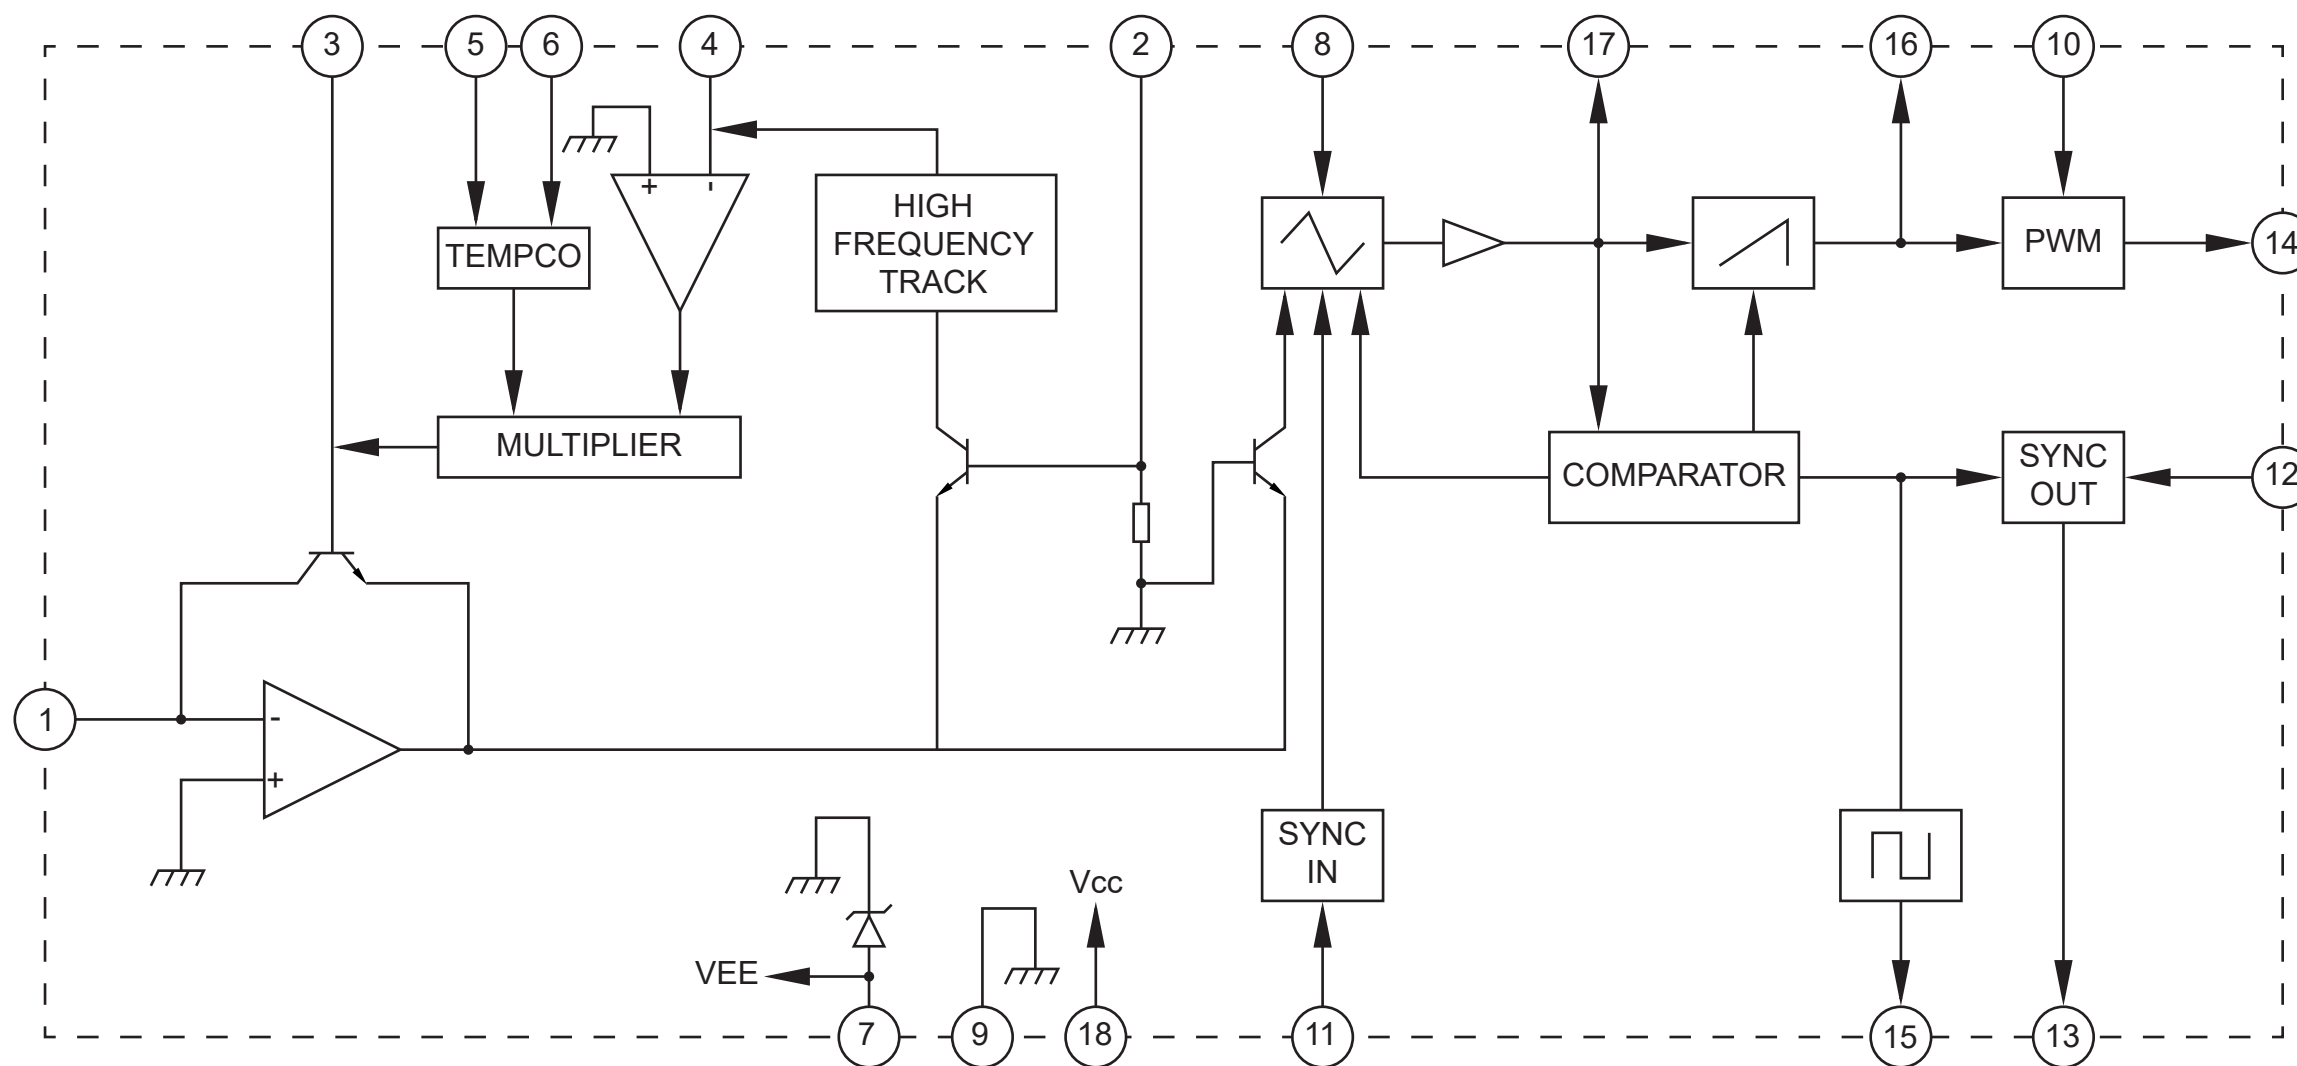 3
5
6
4
2
8
17
16
10
+
-
HIGH
FREQUENCY
TRACK
TEMPCO
PWM
14
MULTIPLIER
COMPARATOR
SYNC
OUT
12
1
-
+
SYNC
IN
Vcc
VEE
7
9
18
11
15
13